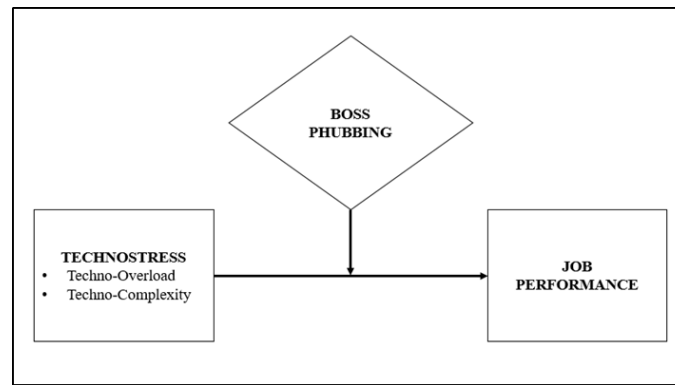 BOSS
PHUBBING
TECHNOSTRESS
• Techno-Overload
• Techno-Complexity
JOB
PERFORMANCE